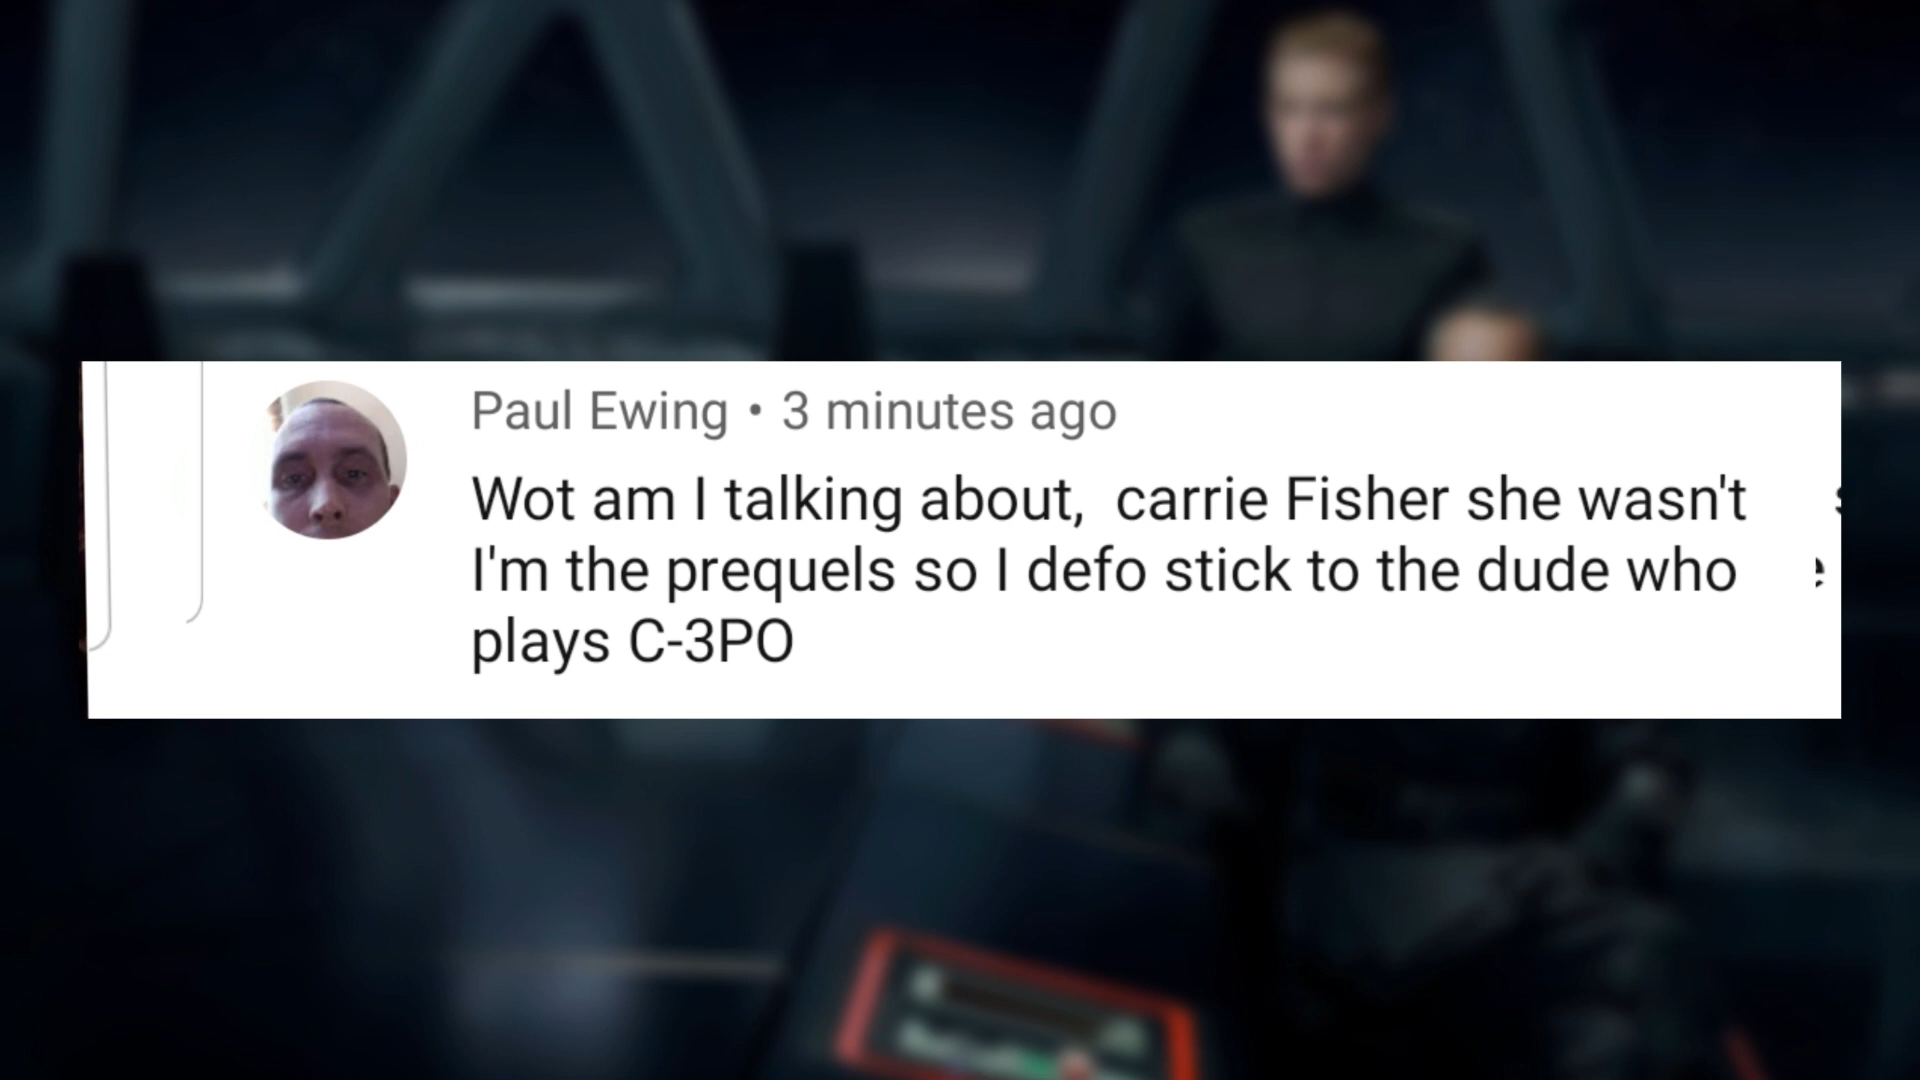 Paul Ewing • 3 minutes ago
Wot am I talking about,  carrie Fisher she wasn't
I'm the prequels so I defo stick to the dude who
plays C-3PO